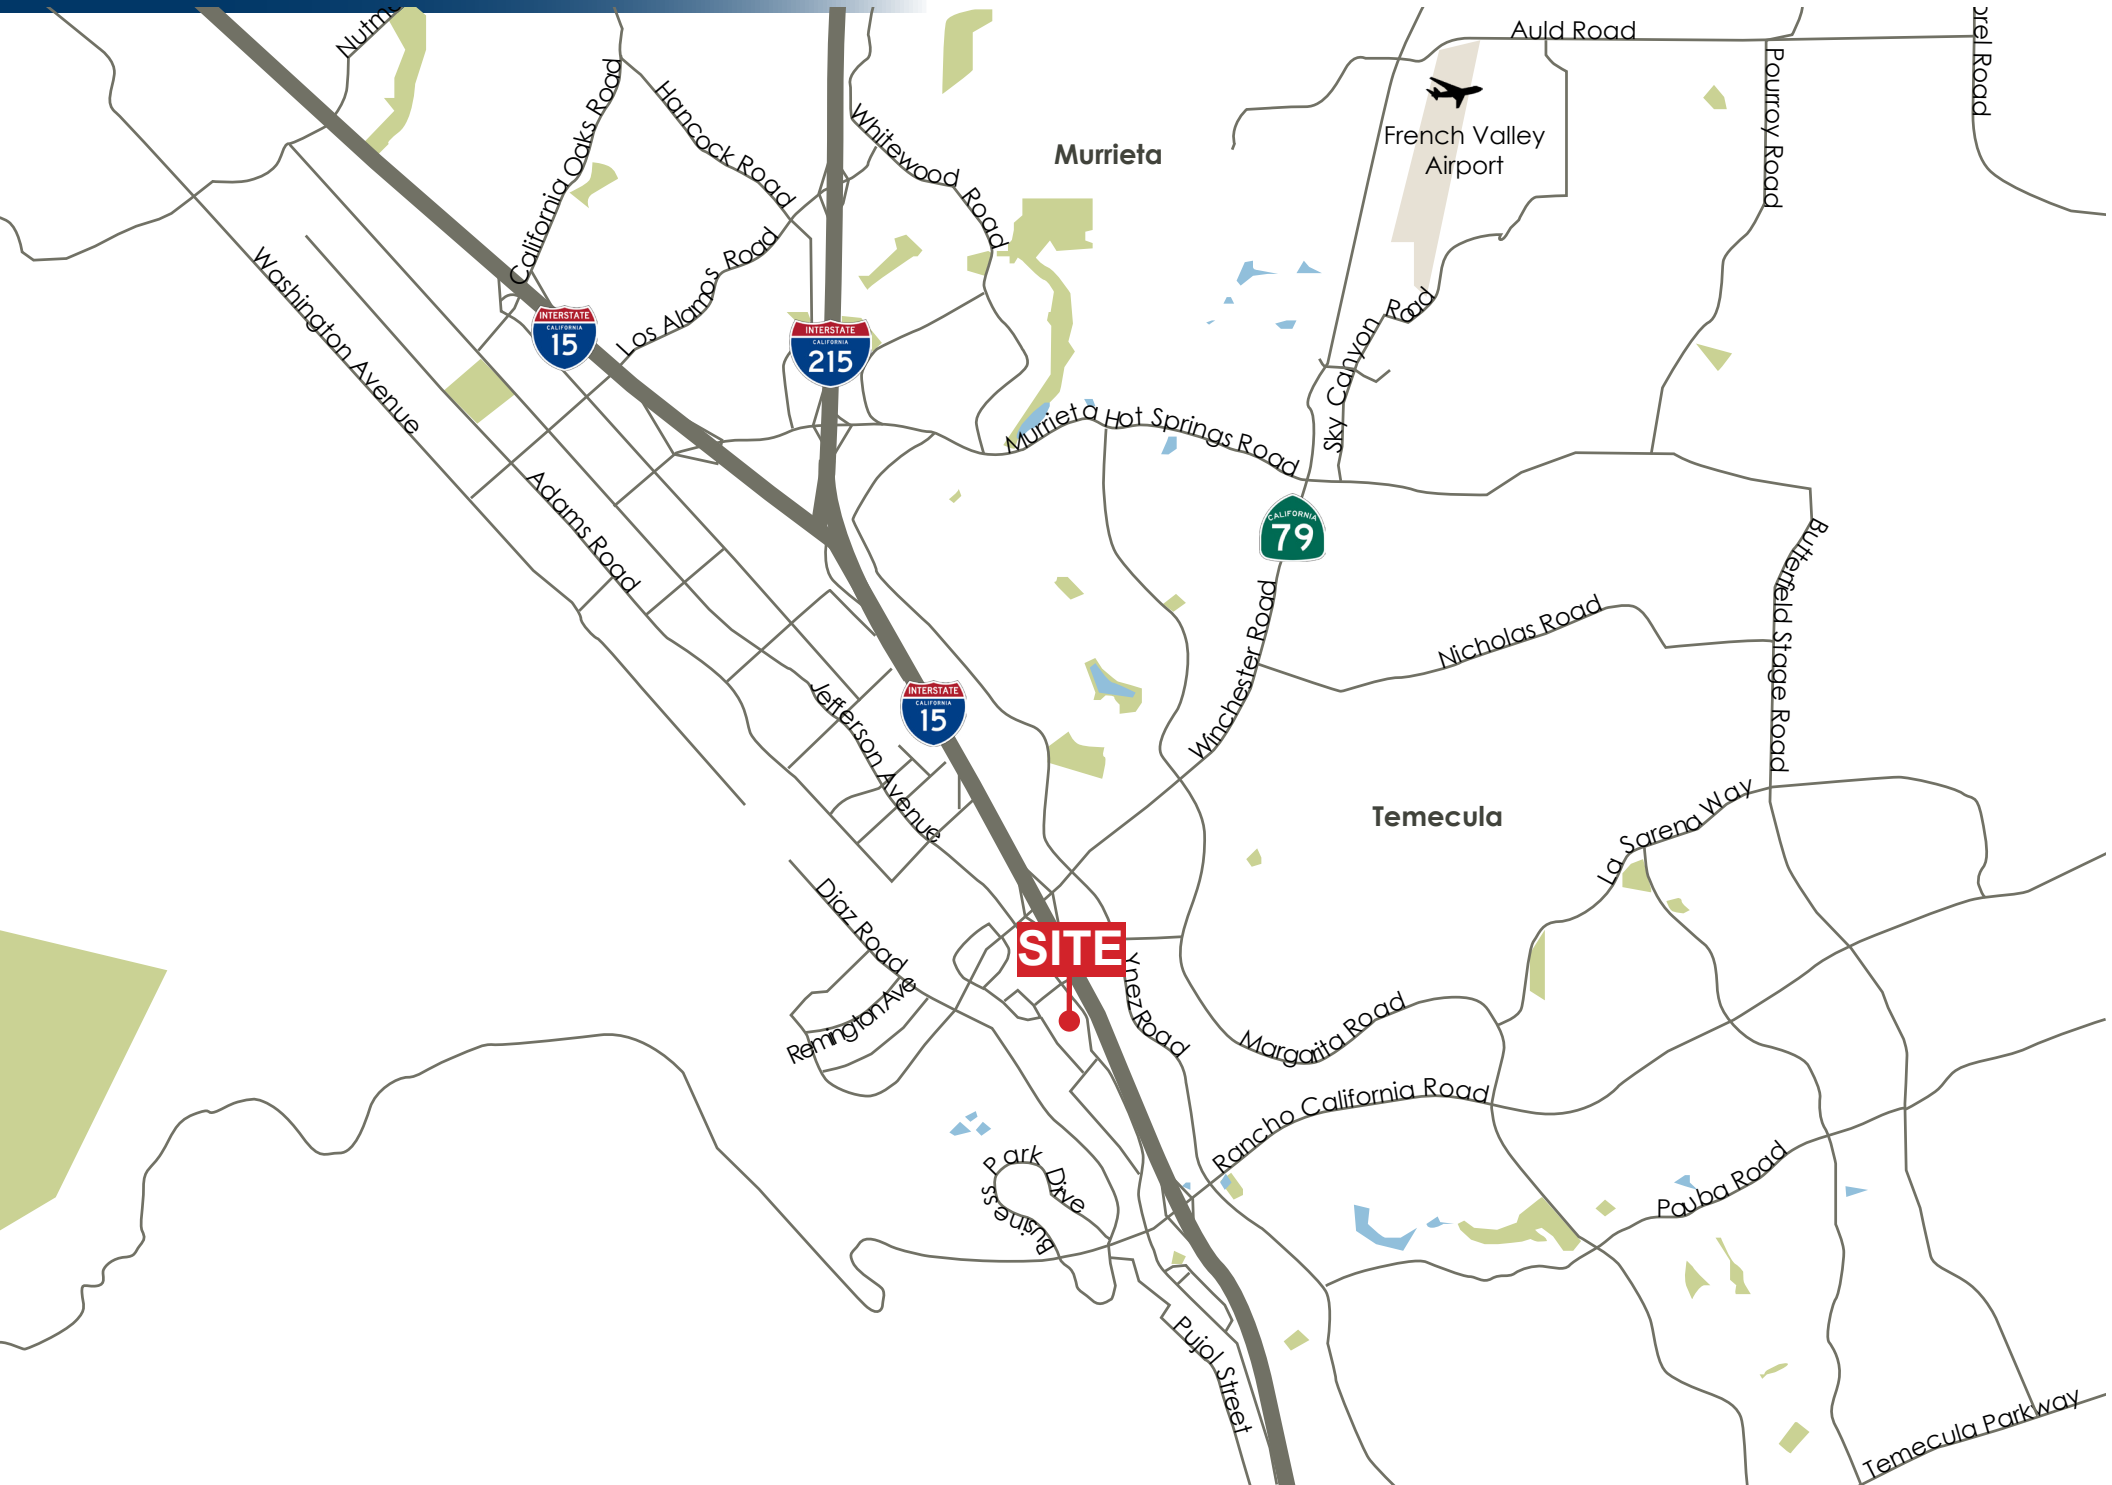 Auld Road
Pourroy Road
French Valley
Airport
California Oaks Road
Hancock Road
Whitewood Road
Murrieta
Los Alamos Road
Washington Avenue
INTERSTATE
CALIFORNIA
15
INTERSTATE
CALIFORNIA
215
Sky Canyon Road
Murrieta Hot Springs Road
Adams Road
CALIFORNIA
79
Butterfield Stage Road
Winchester Road
Nicholas Road
Jefferson Avenue
INTERSTATE
CALIFORNIA
15
Temecula
La Sarena Way
Diaz Road
SITE
Ynez Road
Remington Ave
Margarita Road
Rancho California Road
Business Park Drive
Pauba Road
Pujol Street
Temecula Parkway